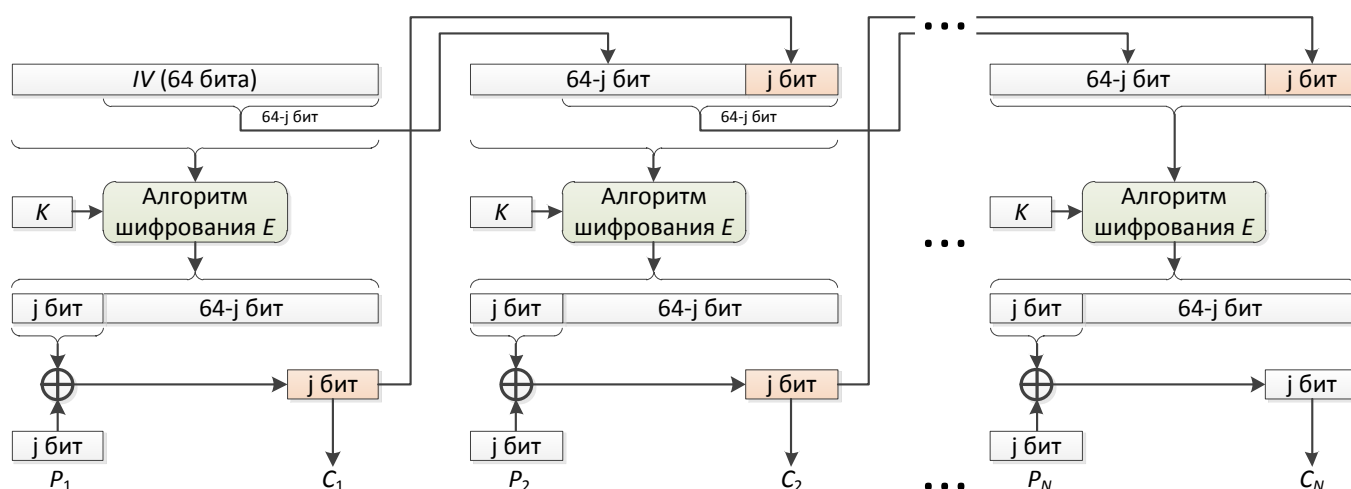 IV (64 бита) 64-j бит j бит ... 64-j бит j бит
64-j бит 64-j бит
K Алгоритм шифрования E K Алгоритм шифрования E ... K Алгоритм шифрования E
j бит 64-j бит j бит 64-j бит j бит 64-j бит
j бит j бит j бит
j бит j бит j бит
P1 C1 P2 C2 ... PN CN